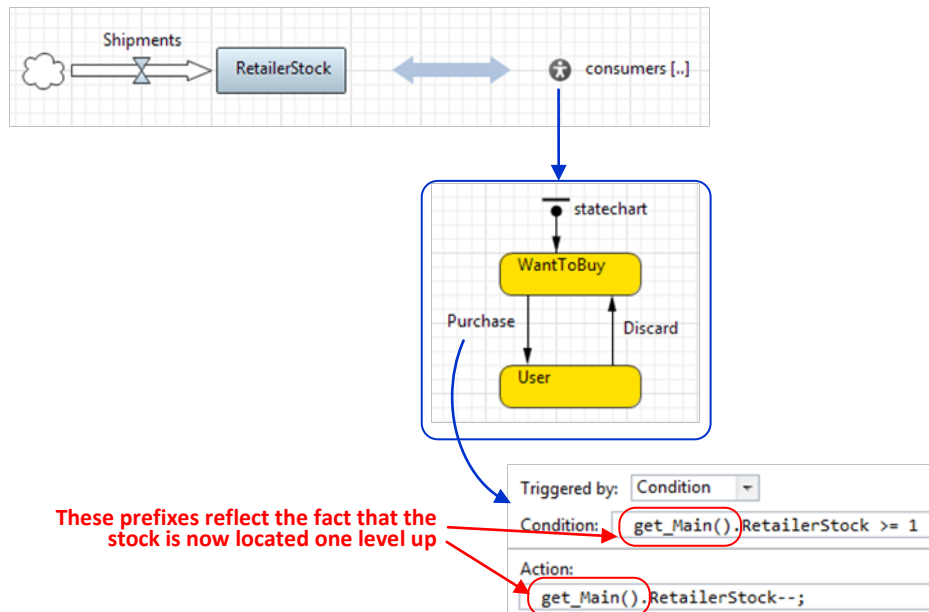 Shipments
RetailerStock
consumers [..]
statechart
WantToBuy
Purchase
Discard
User
Triggered by: Condition
These prefixes reflect the fact that the
stock is now located one level up
Condition: get_Main().RetailerStock >= 1
Action:
get_Main().RetailerStock--;